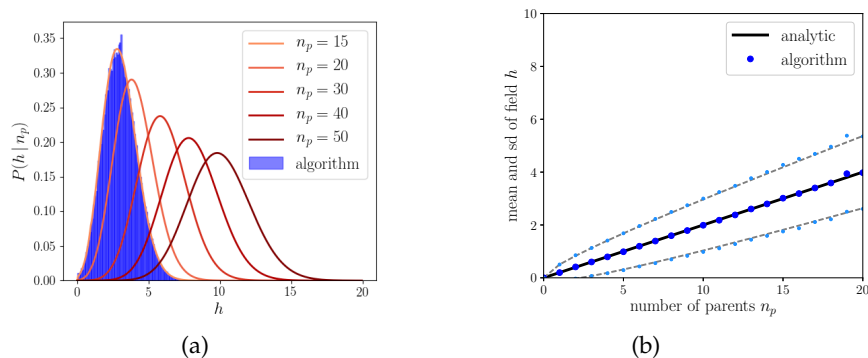 0.35
0.30
0.25
0.20
0.15
0.10
0.05
0.00
P(h | n_p)
0 5 10 15 20
h
n_p = 15
n_p = 20
n_p = 30
n_p = 40
n_p = 50
algorithm
(a)
10
8
6
4
2
0
mean and sd of field h
0 5 10 15 20
number of parents n_p
analytic
algorithm
(b)